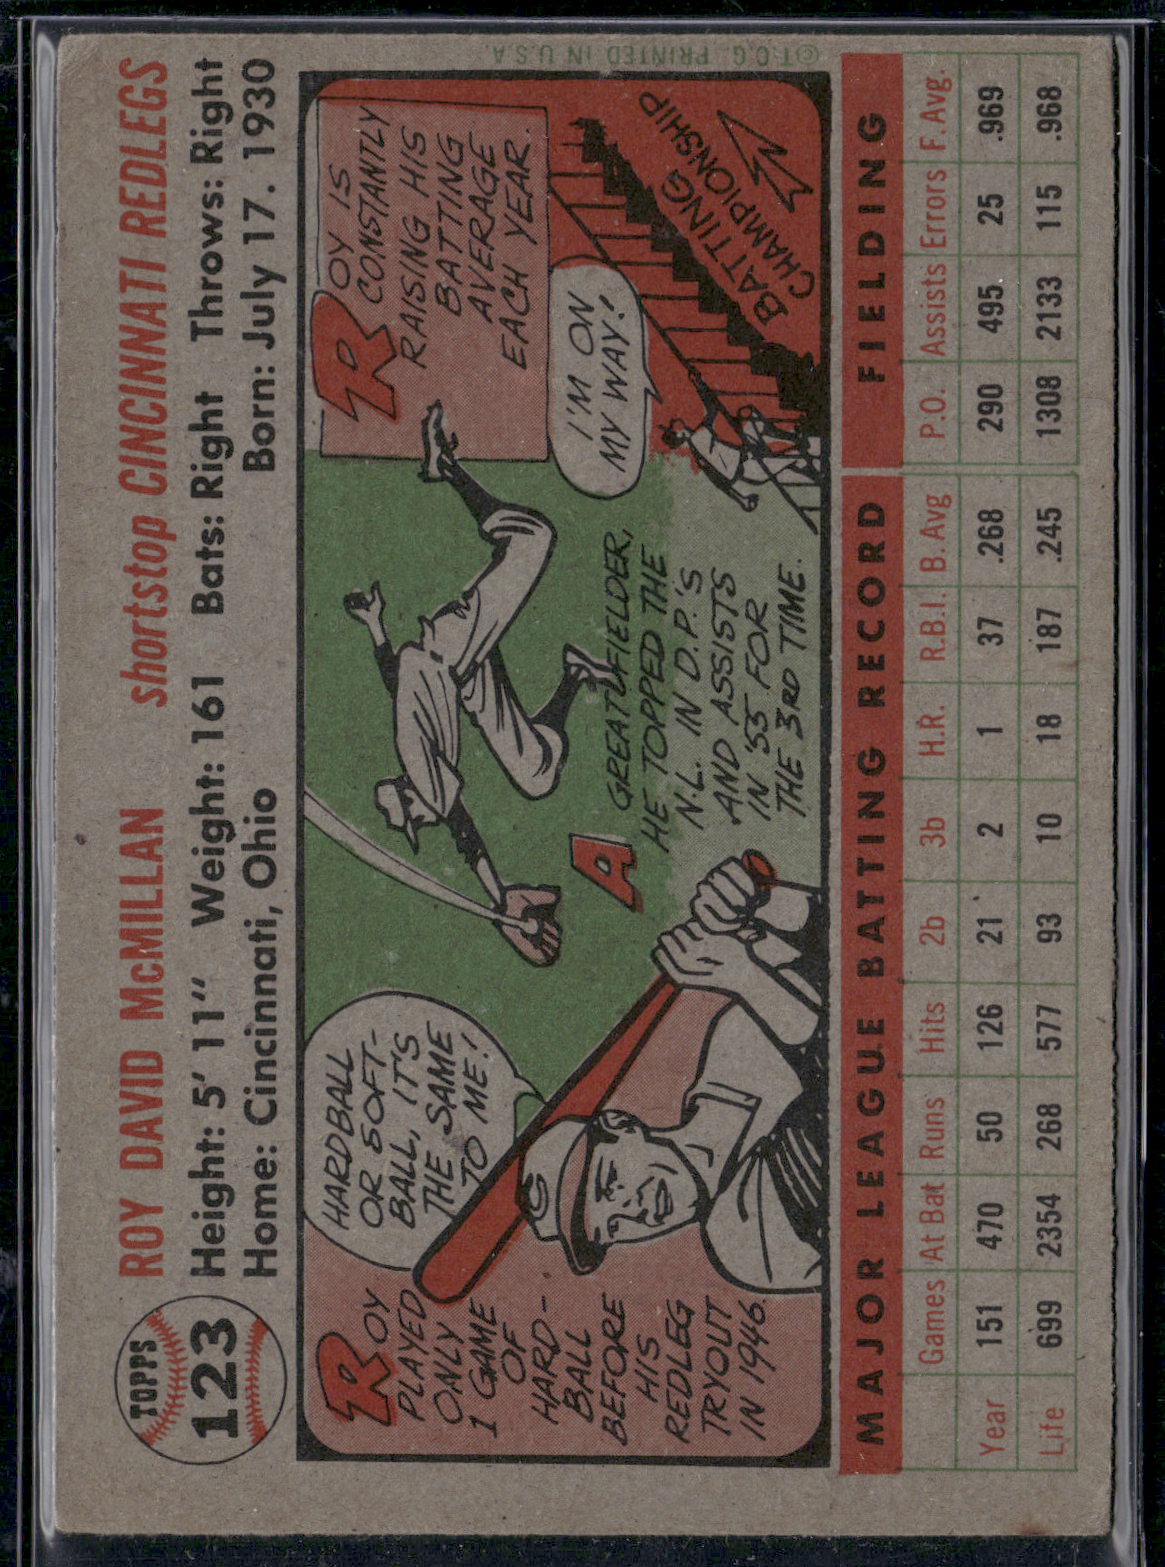 TOPPS
123
ROY DAVID McMILLAN shortstop CINCINNATI REDLEGS
Height: 5' 11" Weight: 161 Bats: Right Throws: Right
Home: Cincinnati, Ohio Born: July 17. 1930
ROY
PLAYED
ONLY
1 GAME
OF
HARD-
BALL
BEFORE
HIS
REDLEG
TRYOUT
IN 1946.
HARDBALL
OR SOFT-
BALL, IT'S
THE SAME
TO ME!
A GREAT FIELDER,
HE TOPPED THE
N.L. IN D.P.'S
AND ASSISTS
IN '55 FOR
THE 3RD TIME.
ROY IS
CONSTANTLY
RAISING HIS
BATTING
AVERAGE
EACH YEAR.
I'M ON
MY WAY!
BATTING
CHAMPIONSHIP
©T.C.G. PRINTED IN U.S.A.
MAJOR LEAGUE BATTING RECORD FIELDING
Games At Bat Runs Hits 2b 3b H.R. R.B.I. B. Avg P.O. Assists Errors F. Avg.
Year 151 470 50 126 21 2 1 37 .268 290 495 25 .969
Life 699 2354 268 577 93 10 18 187 .245 1308 2133 115 .968